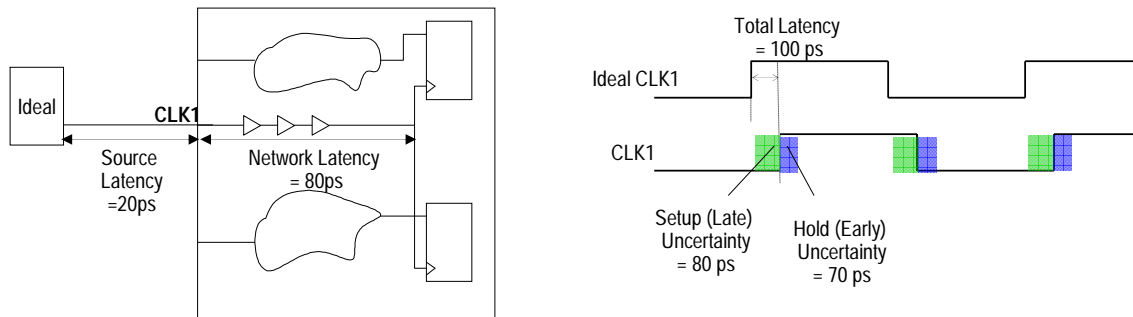 Ideal
CLK1
Source
Latency
=20ps
Network Latency
= 80ps
Total Latency
= 100 ps
Ideal CLK1
CLK1
Setup (Late)
Uncertainty
= 80 ps
Hold (Early)
Uncertainty
= 70 ps